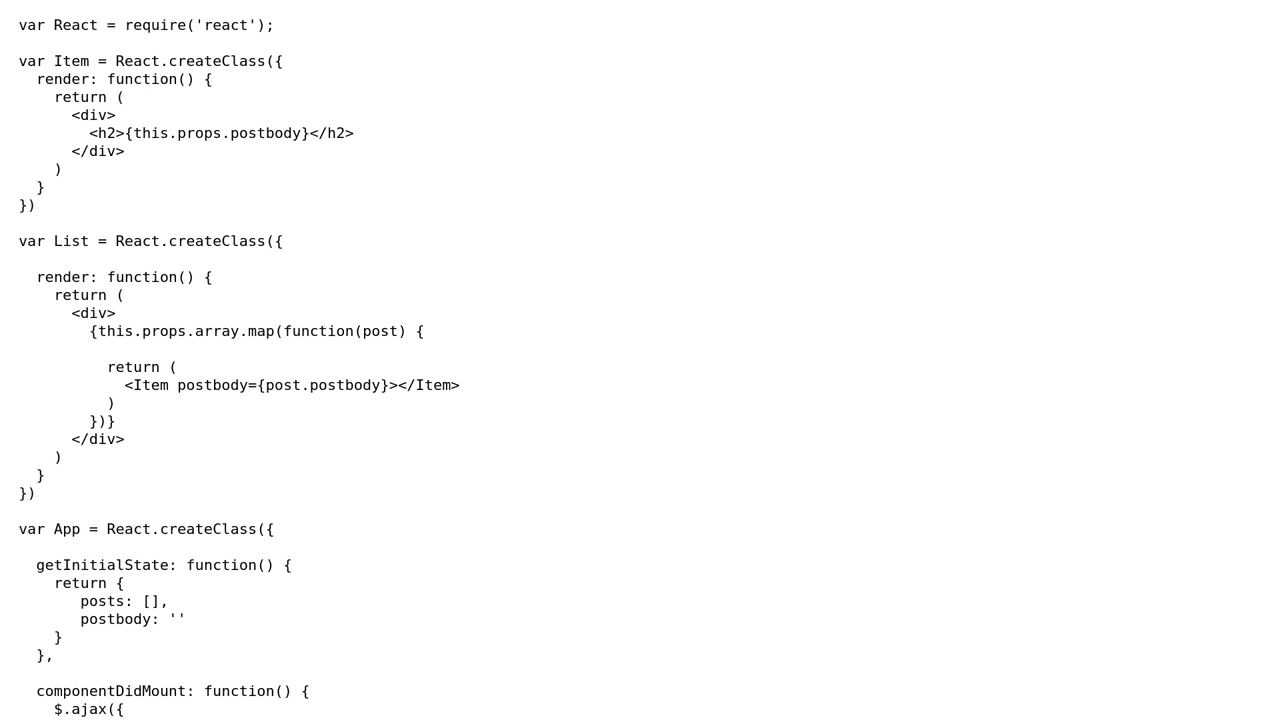 var React = require('react');

var Item = React.createClass({
  render: function() {
    return (
      <div>
        <h2>{this.props.postbody}</h2>
      </div>
    )
  }
})

var List = React.createClass({

  render: function() {
    return (
      <div>
        {this.props.array.map(function(post) {

          return (
            <Item postbody={post.postbody}></Item>
          )
        })}
      </div>
    )
  }
})

var App = React.createClass({

  getInitialState: function() {
    return {
       posts: [],
       postbody: ''
    }
  },

  componentDidMount: function() {
    $.ajax({